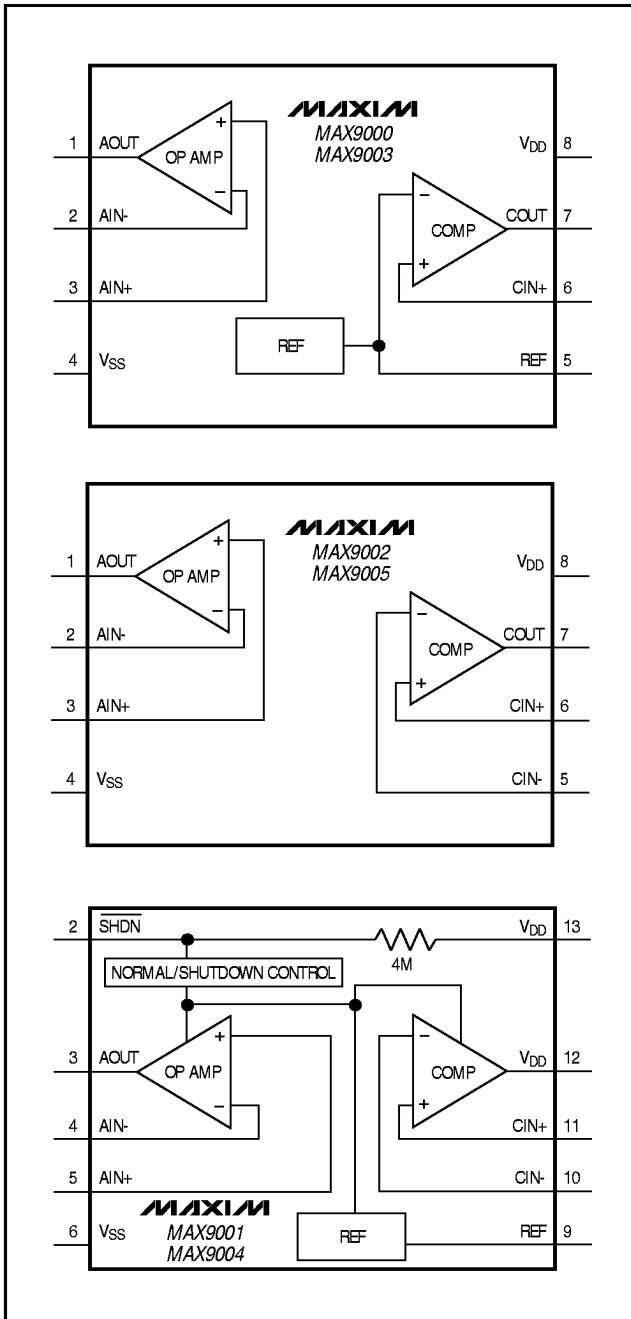 MAXIM
MAX9000
MAX9003
1 AOUT
OP AMP
+
−
2 AIN-
3 AIN+
4 VSS
REF
VDD 8
−
COMP
+
COUT 7
CIN+ 6
REF 5
MAXIM
MAX9002
MAX9005
1 AOUT
OP AMP
+
−
2 AIN-
3 AIN+
4 VSS
VDD 8
−
COMP
+
COUT 7
CIN+ 6
CIN- 5
2 SHDN
VDD 13
4M
NORMAL/SHUTDOWN CONTROL
3 AOUT
OP AMP
+
−
4 AIN-
5 AIN+
6 VSS
−
COMP
+
VDD 12
CIN+ 11
CIN- 10
REF 9
MAXIM
MAX9001
MAX9004
REF